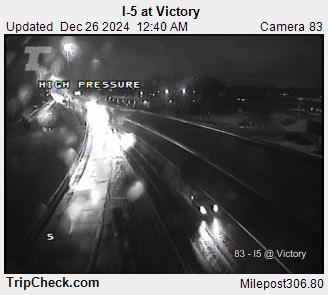 I-5 at Victory
Updated  Dec 26 2024  12:40 AM
Camera 83
HIGH PRESSURE
S
83 - I5 @ Victory
TripCheck.com
Milepost306.80